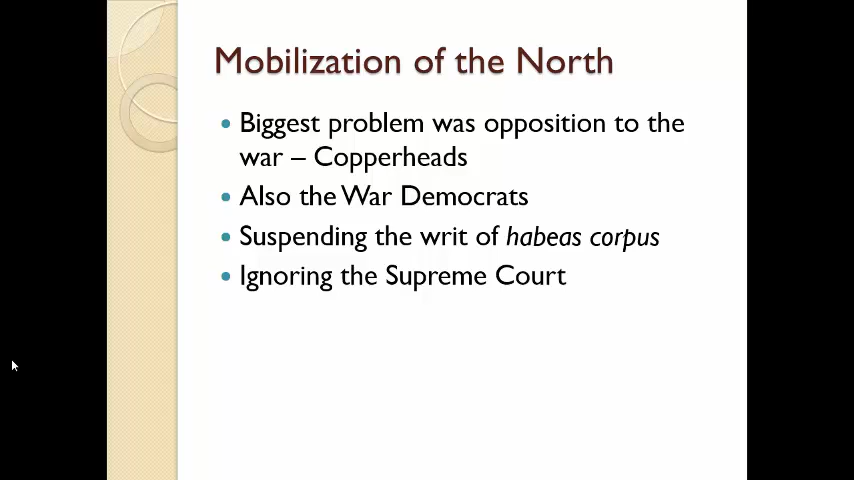 Mobilization of the North
• Biggest problem was opposition to the
war – Copperheads
• Also the War Democrats
• Suspending the writ of habeas corpus
• Ignoring the Supreme Court